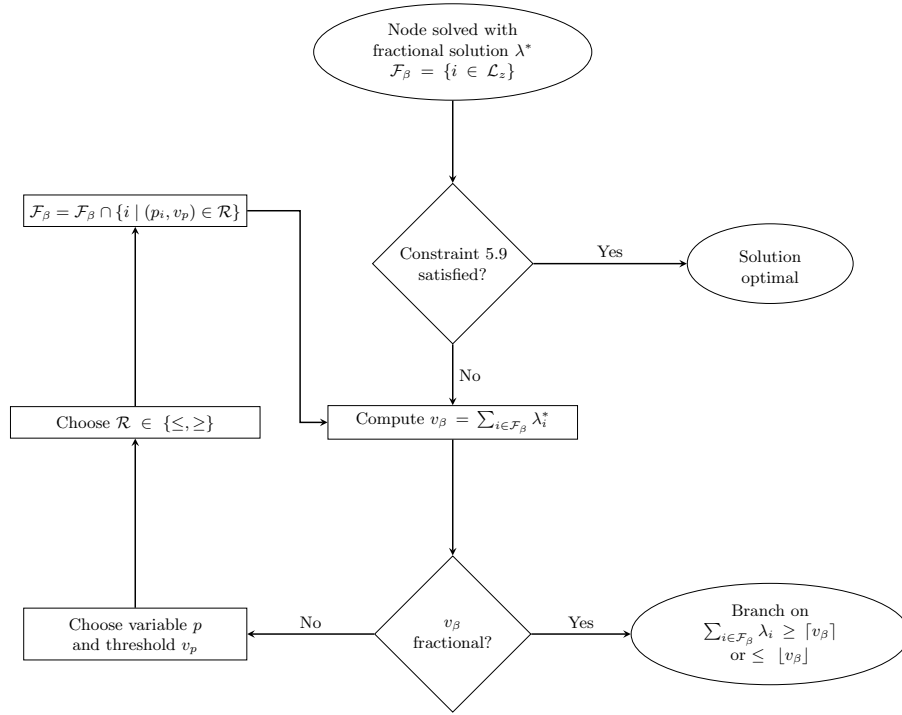 Node solved with
fractional solution λ*
ℱ_β = {i ∈ ℒ_z}
ℱ_β = ℱ_β ∩ {i | (p_i, v_p) ∈ ℛ}
Constraint 5.9
satisfied?
Yes
Solution
optimal
No
Choose ℛ ∈ {≤, ≥}
Compute v_β = ∑_{i∈ℱ_β} λ_i^*
Choose variable p
and threshold v_p
No
v_β
fractional?
Yes
Branch on
∑_{i∈ℱ_β} λ_i ≥ ⌈v_β⌉
or ≤ ⌊v_β⌋